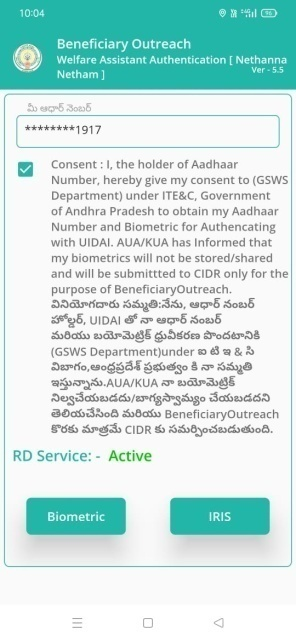 10:04
Beneficiary Outreach
Welfare Assistant Authentication [ Nethanna
Netham ]
Ver - 5.5
మీ ఆధార్ నెంబర్
********1917
Consent : I, the holder of Aadhaar
Number, hereby give my consent to (GSWS
Department) under ITE&C, Government
of Andhra Pradesh to obtain my Aadhaar
Number and Biometric for Authencating
with UIDAI. AUA/KUA has Informed that
my biometrics will not be stored/shared
and will be submittted to CIDR only for the
purpose of BeneficiaryOutreach.
వినియోగదారు సమ్మతి:నేను, ఆధార్ నంబర్
హోల్డర్, UIDAI తో నా ఆధార్ నంబర్
మరియు బయోమెట్రిక్ ధ్రువీకరణ పొందటానికి
(GSWS Department)under ఐ టి ఇ & సి
విబాగం,ఆంధ్రప్రదేశ్ ప్రభుత్వం కి నా సమ్మతి
ఇస్తున్నాను.AUA/KUA నా బయోమెట్రిక్
నిల్వచేయబడదు/బాగ్యస్వామ్యం చేయబడదని
తెలియచేసింది మరియు BeneficiaryOutreach
కొరకు మాత్రమే CIDR కు సమర్పించబడుతుంది.
RD Service: - Active
Biometric
IRIS